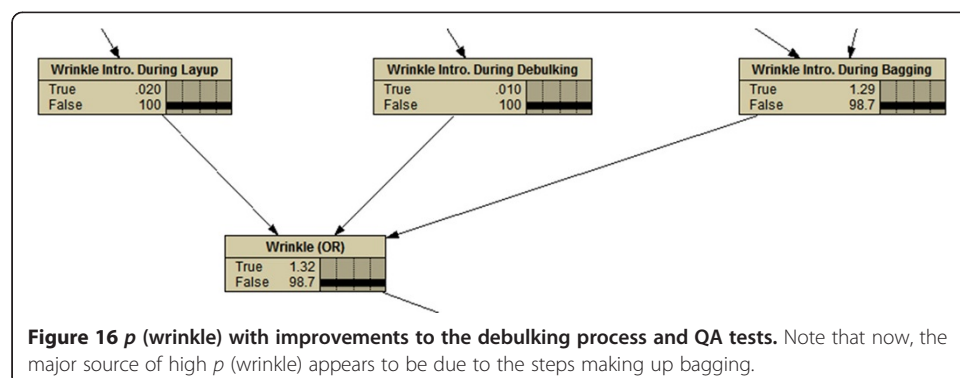 Wrinkle Intro. During Layup
True .020
False 100
Wrinkle Intro. During Debulking
True .010
False 100
Wrinkle Intro. During Bagging
True 1.29
False 98.7
Wrinkle (OR)
True 1.32
False 98.7
Figure 16 p (wrinkle) with improvements to the debulking process and QA tests. Note that now, the
major source of high p (wrinkle) appears to be due to the steps making up bagging.